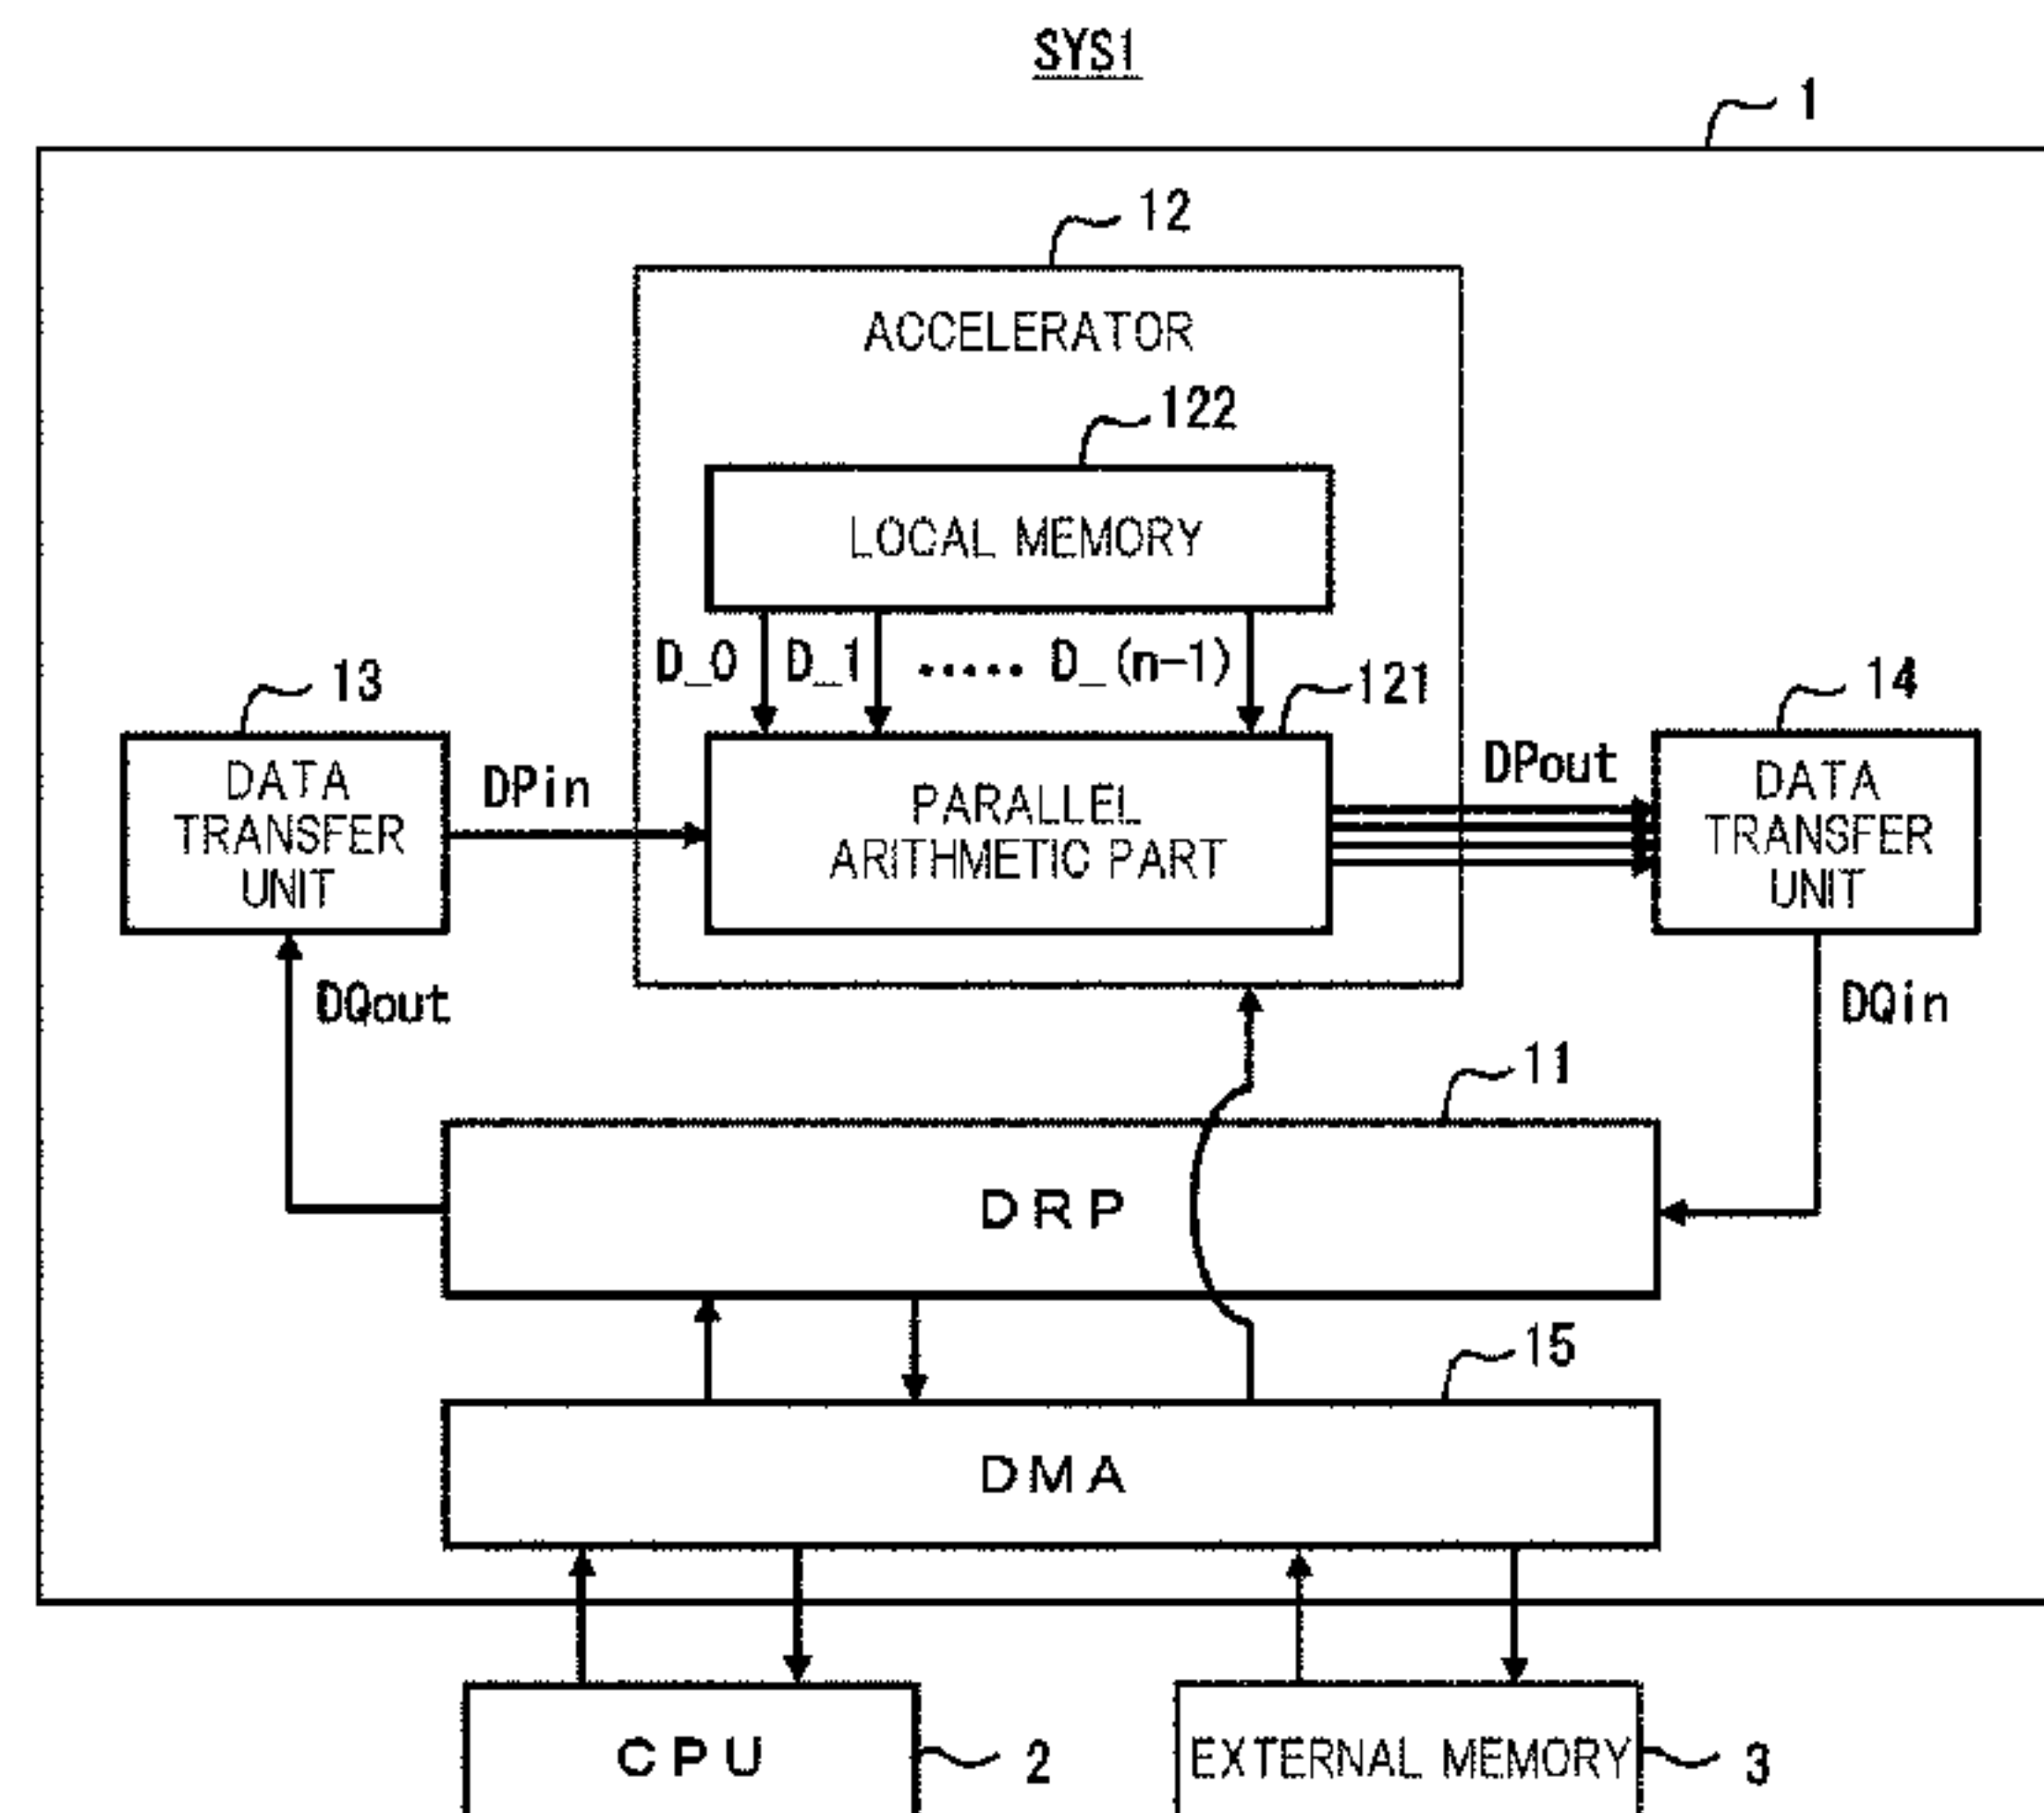 SYS1
1
12
ACCELERATOR
122
LOCAL MEMORY
D_0 D_1 ..... D_(n-1)
121
13
14
DATA
TRANSFER
UNIT
DPin
PARALLEL
ARITHMETIC PART
DPout
DATA
TRANSFER
UNIT
DQout
DQin
11
DRP
15
DMA
CPU
2
EXTERNAL MEMORY
3